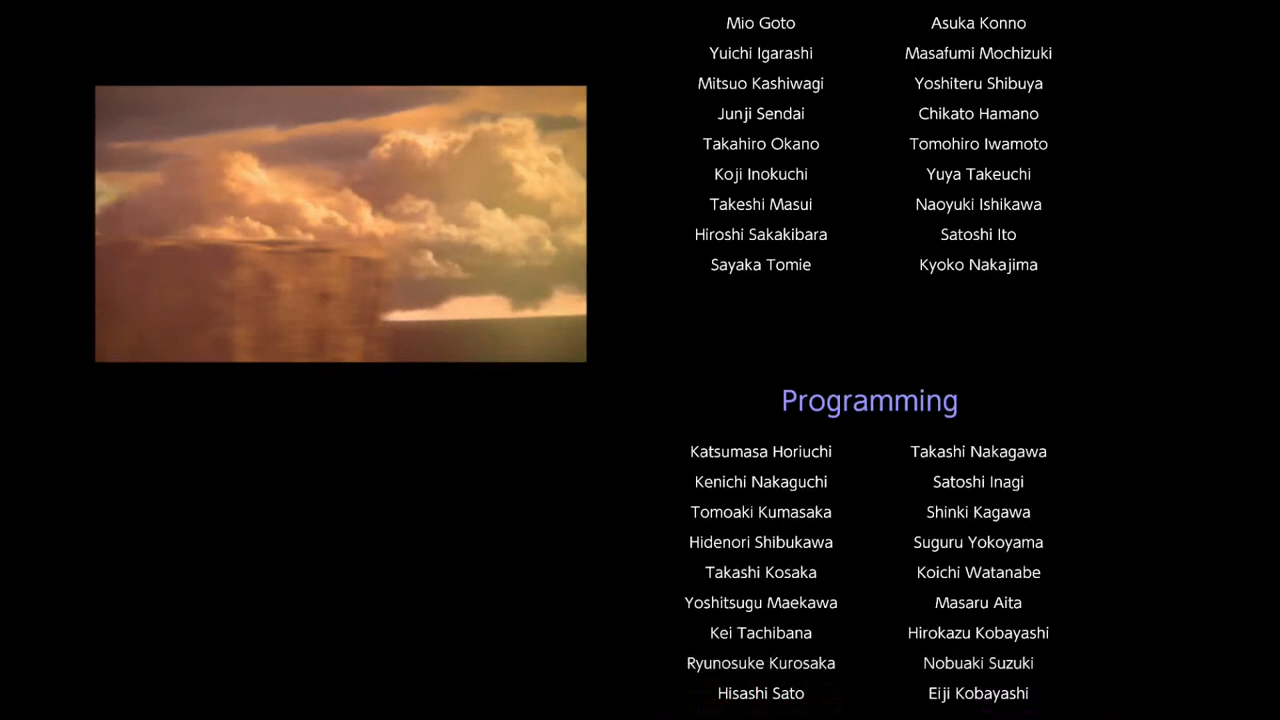 Mio Goto Asuka Konno
Yuichi Igarashi Masafumi Mochizuki
Mitsuo Kashiwagi Yoshiteru Shibuya
Junji Sendai Chikato Hamano
Takahiro Okano Tomohiro Iwamoto
Koji Inokuchi Yuya Takeuchi
Takeshi Masui Naoyuki Ishikawa
Hiroshi Sakakibara Satoshi Ito
Sayaka Tomie Kyoko Nakajima
Programming
Katsumasa Horiuchi Takashi Nakagawa
Kenichi Nakaguchi Satoshi Inagi
Tomoaki Kumasaka Shinki Kagawa
Hidenori Shibukawa Suguru Yokoyama
Takashi Kosaka Koichi Watanabe
Yoshitsugu Maekawa Masaru Aita
Kei Tachibana Hirokazu Kobayashi
Ryunosuke Kurosaka Nobuaki Suzuki
Hisashi Sato Eiji Kobayashi